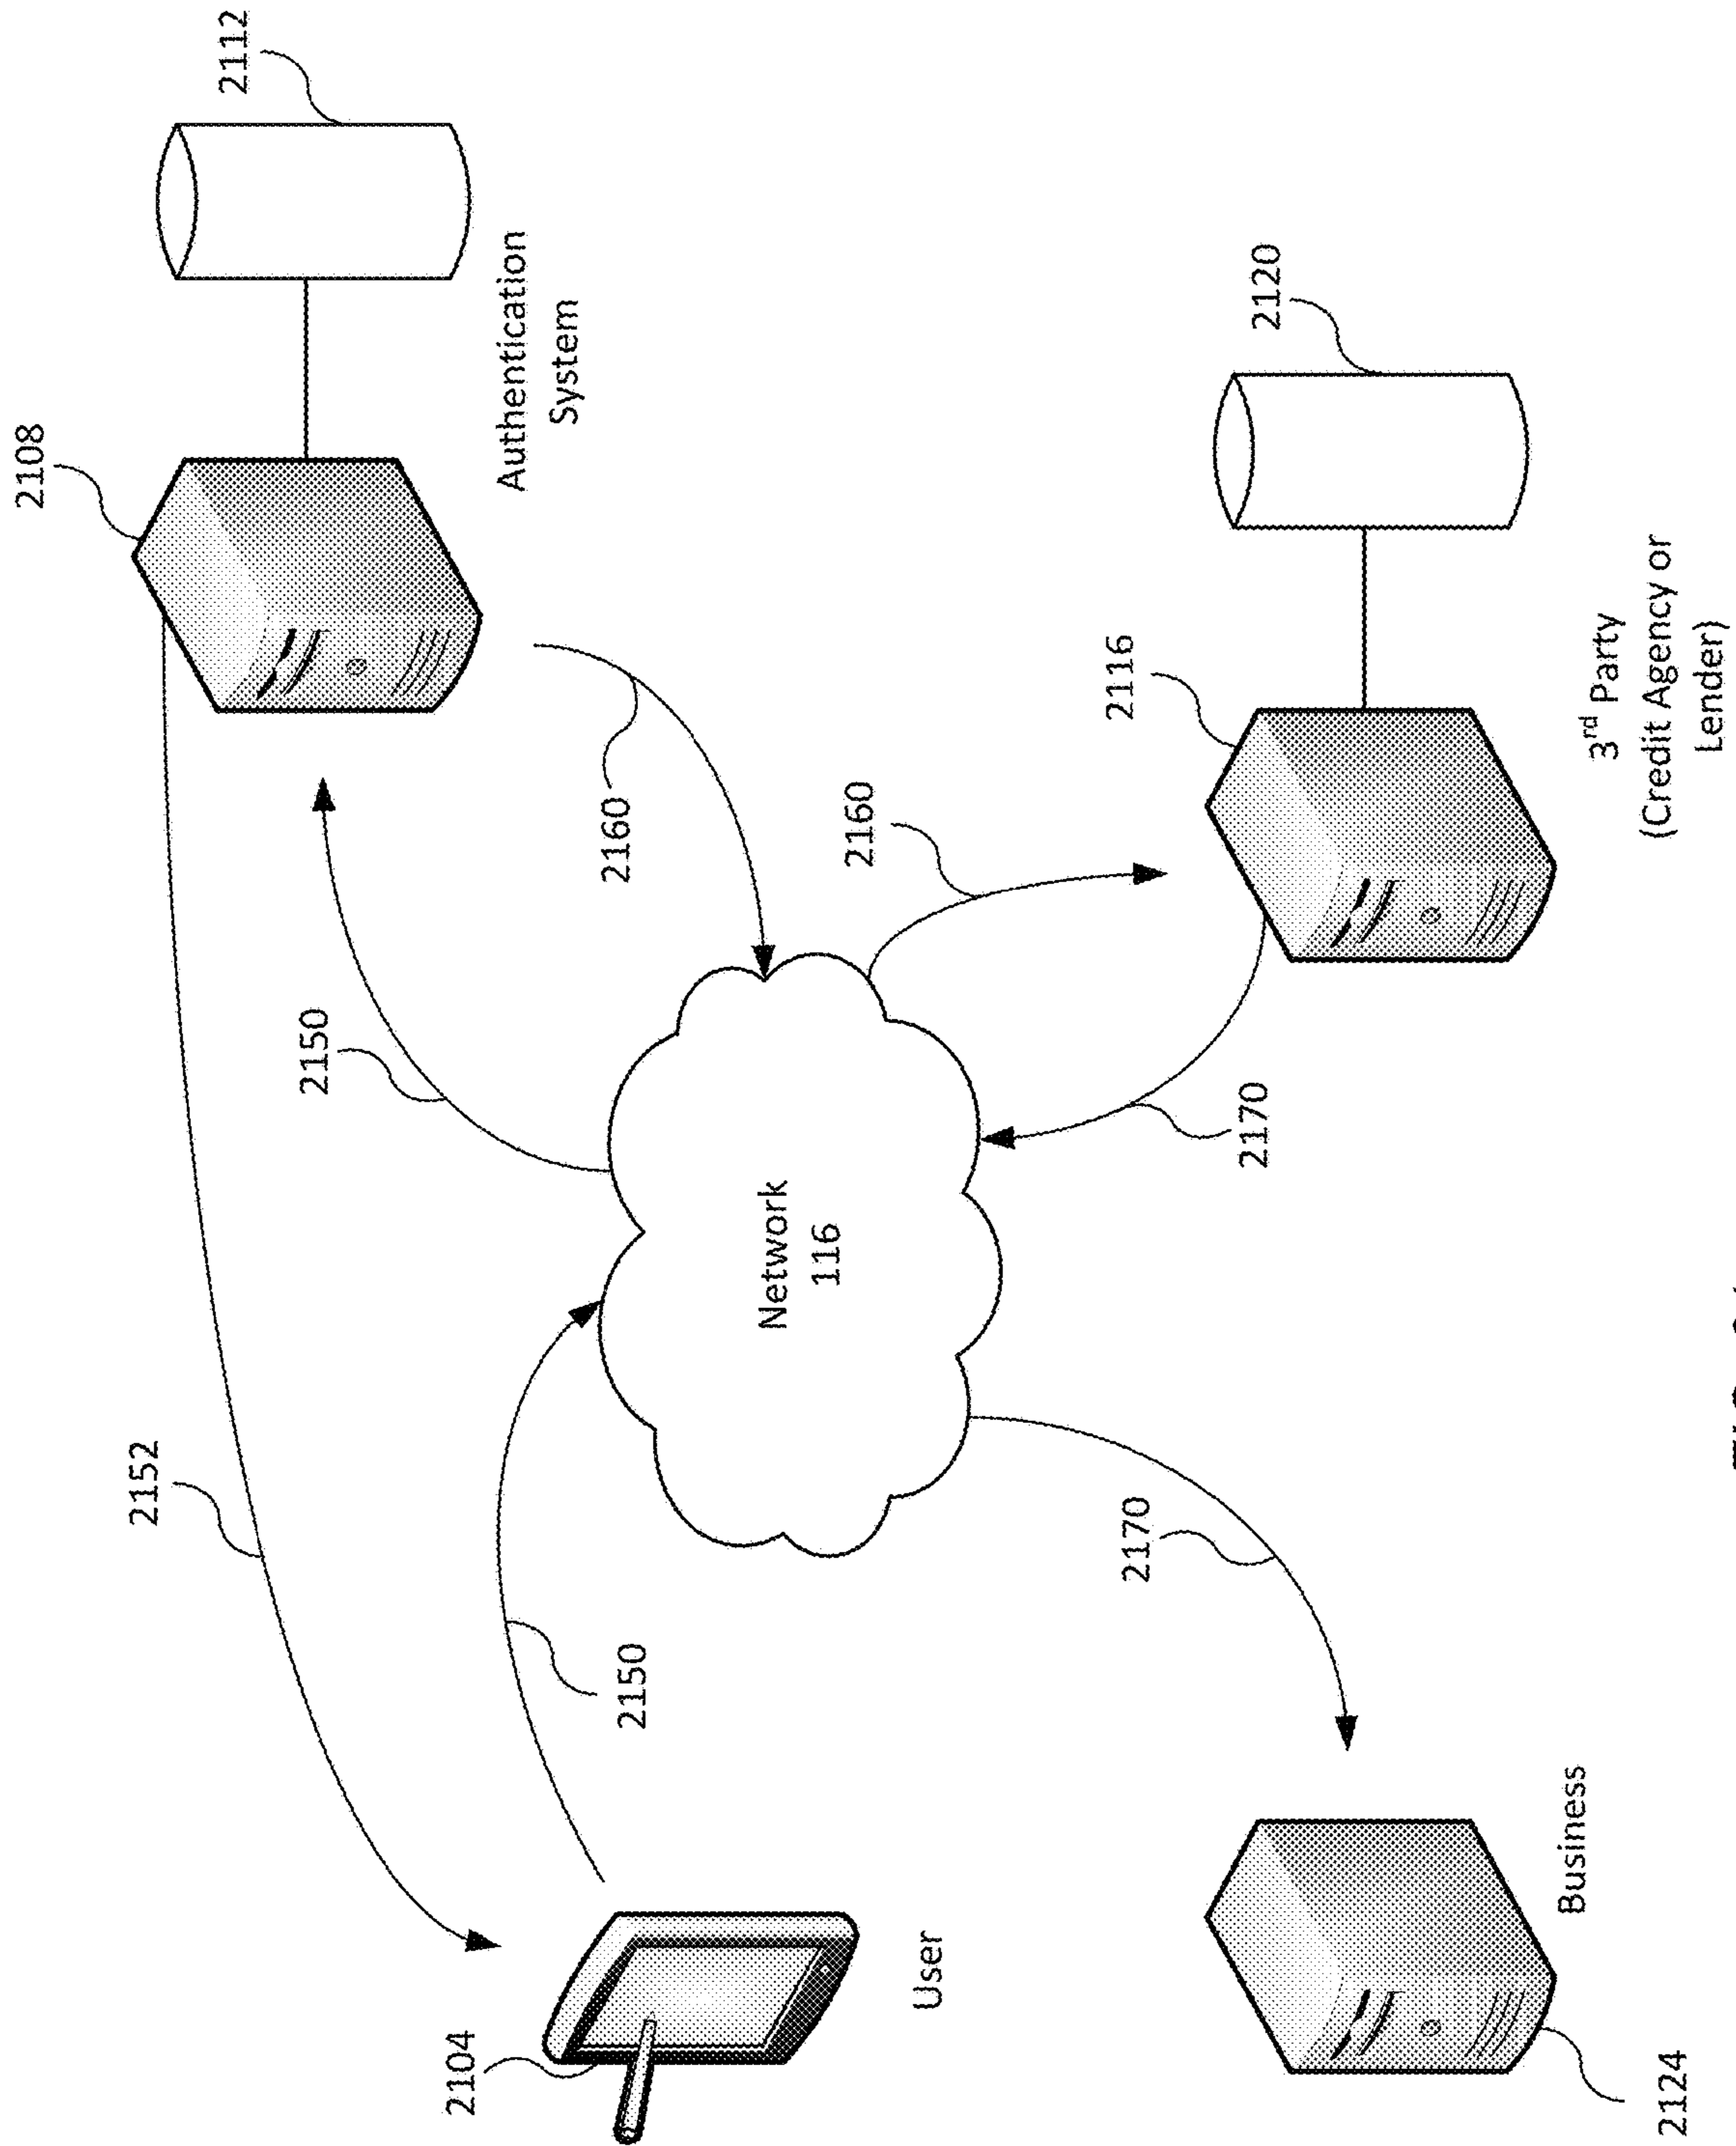 2108
2112
Authentication
System
2152
2150
2160
2150
2104
User
Network
116
2160
2116
2120
2170
2170
3rd Party
(Credit Agency or
Lender)
Business
2124